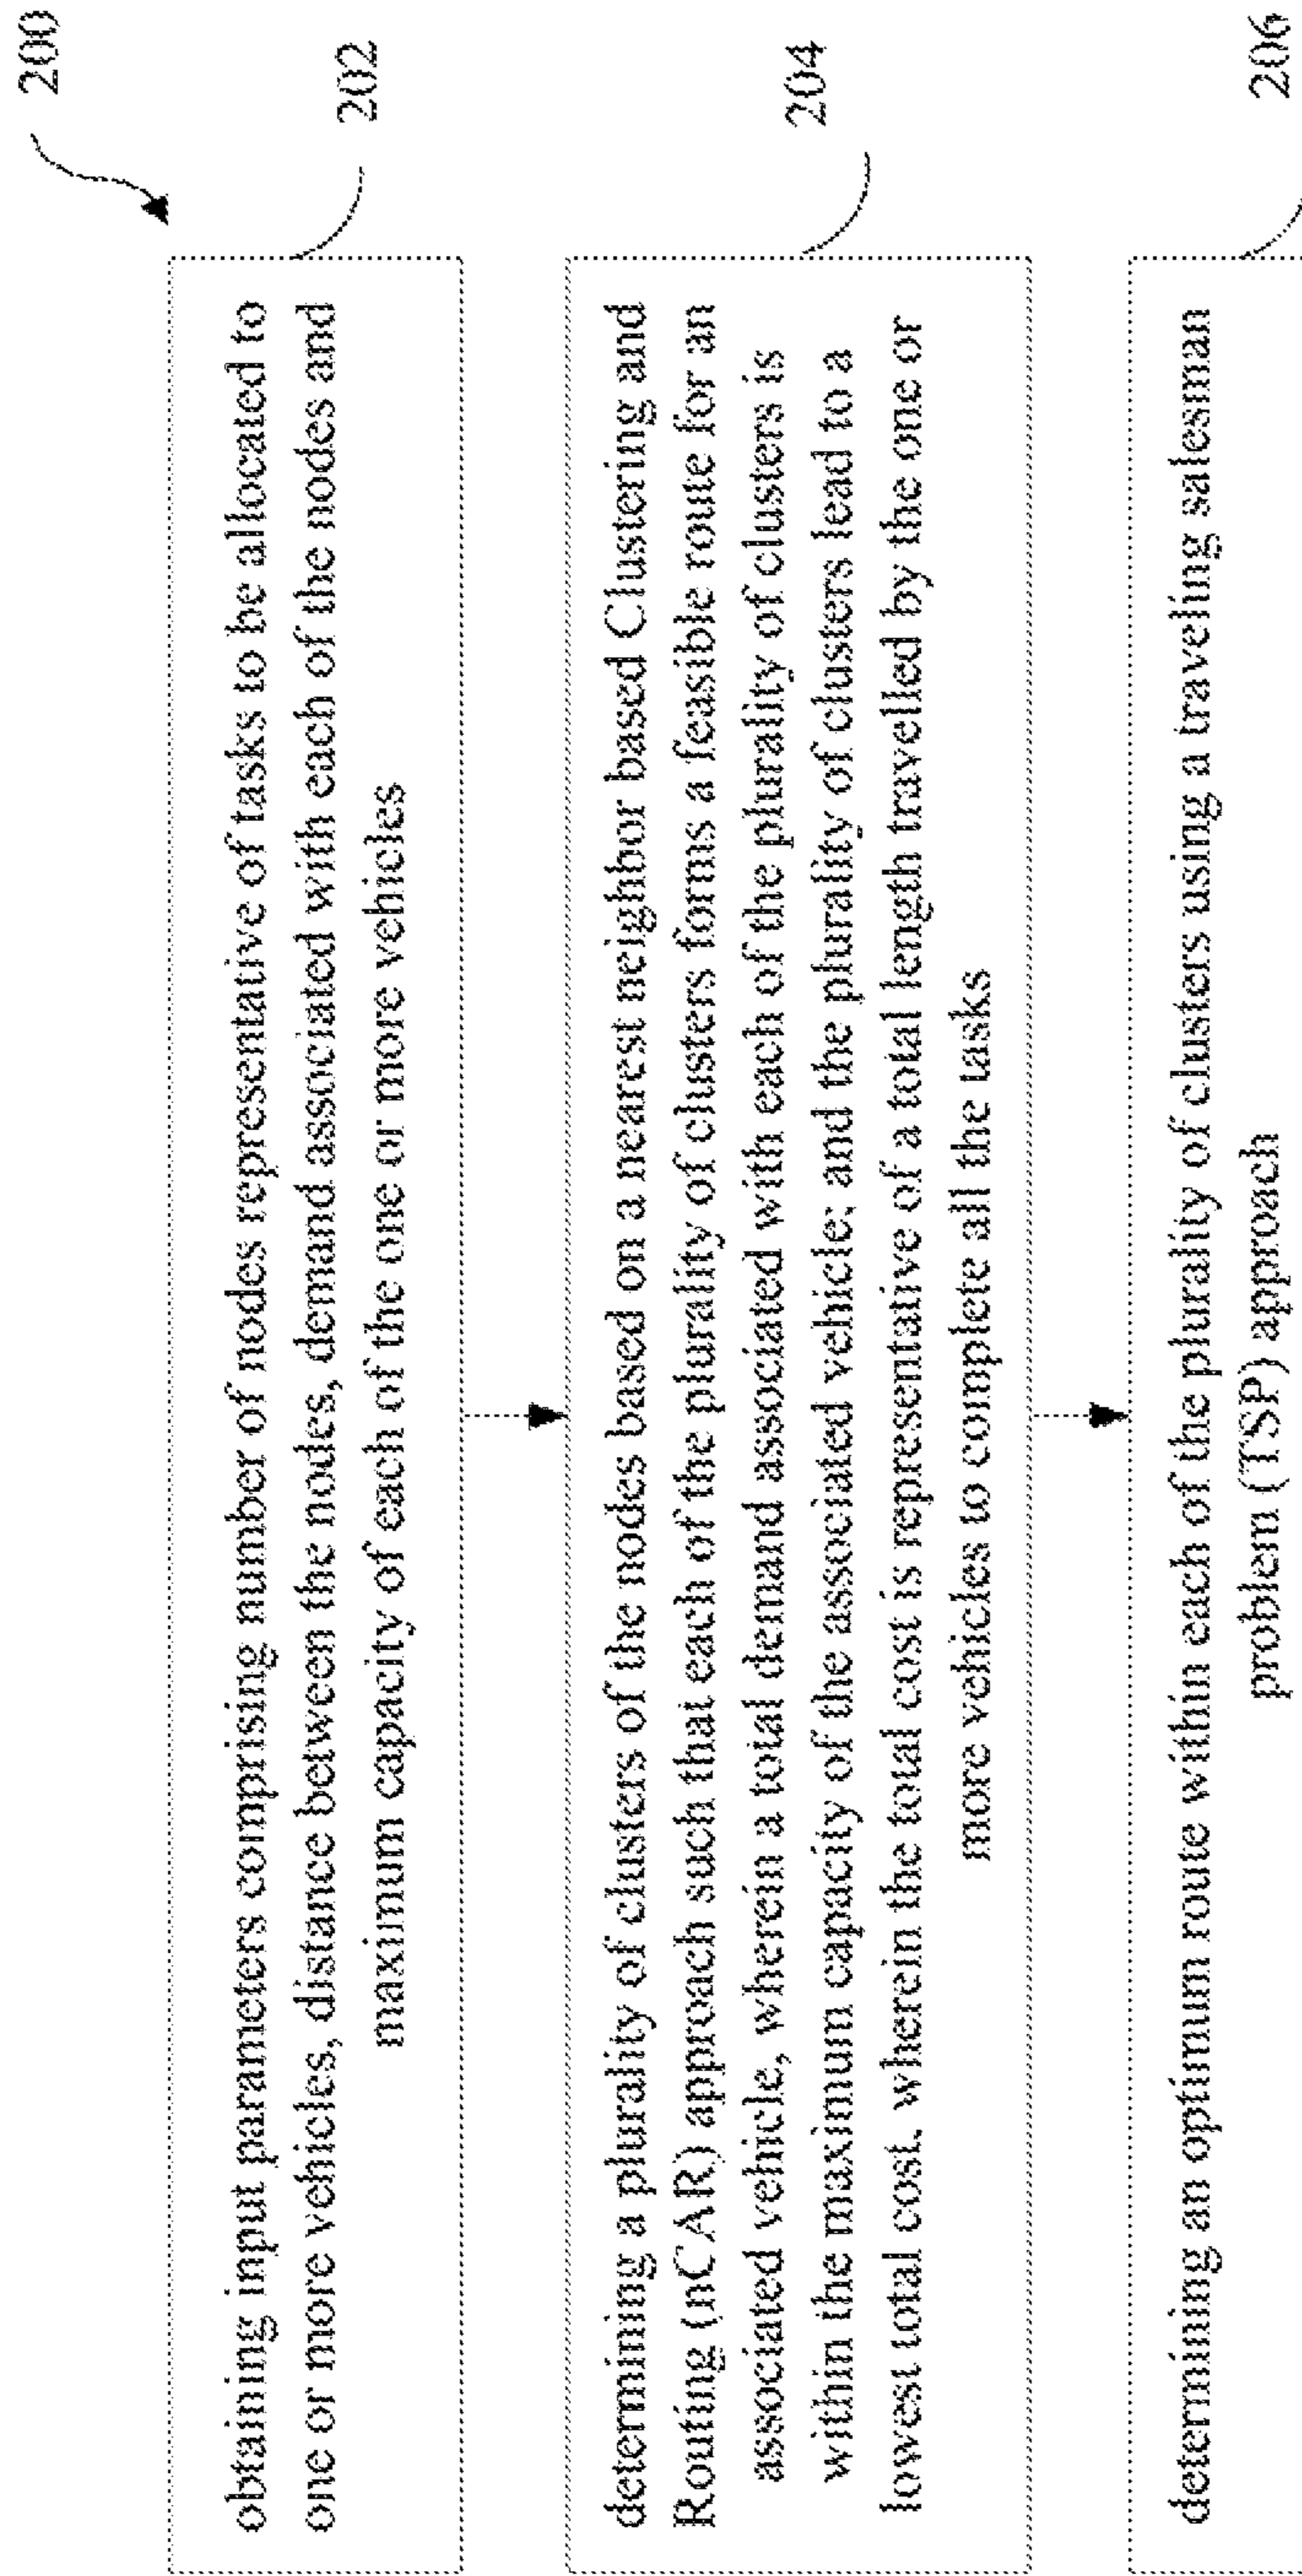 200
obtaining input parameters comprising number of nodes representative of tasks to be allocated to
one or more vehicles, distance between the nodes, demand associated with each of the nodes and
maximum capacity of each of the one or more vehicles
202
determining a plurality of clusters of the nodes based on a nearest neighbor based Clustering and
Routing (nCAR) approach such that each of the plurality of clusters forms a feasible route for an
associated vehicle, wherein a total demand associated with each of the plurality of clusters is
within the maximum capacity of the associated vehicle; and the plurality of clusters lead to a
lowest total cost, wherein the total cost is representative of a total length travelled by the one or
more vehicles to complete all the tasks
204
determining an optimum route within each of the plurality of clusters using a traveling salesman
problem (TSP) approach
206